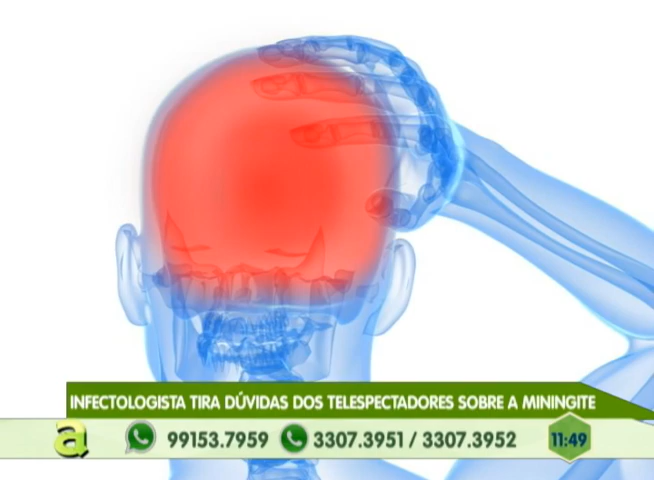 INFECTOLOGISTA TIRA DÚVIDAS DOS TELESPECTADORES SOBRE A MININGITE
a 99153.7959 3307.3951 / 3307.3952 11:49